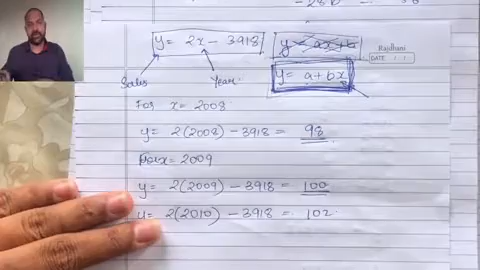 y = 2x - 3918
y = ax + b
Rajdhani
DATE / /
y = a + bx
Sales
Year
For x = 2008
y = 2(2008) - 3918 = 98
For x = 2009
y = 2(2009) - 3918 = 100
y = 2(2010) - 3918 = 102